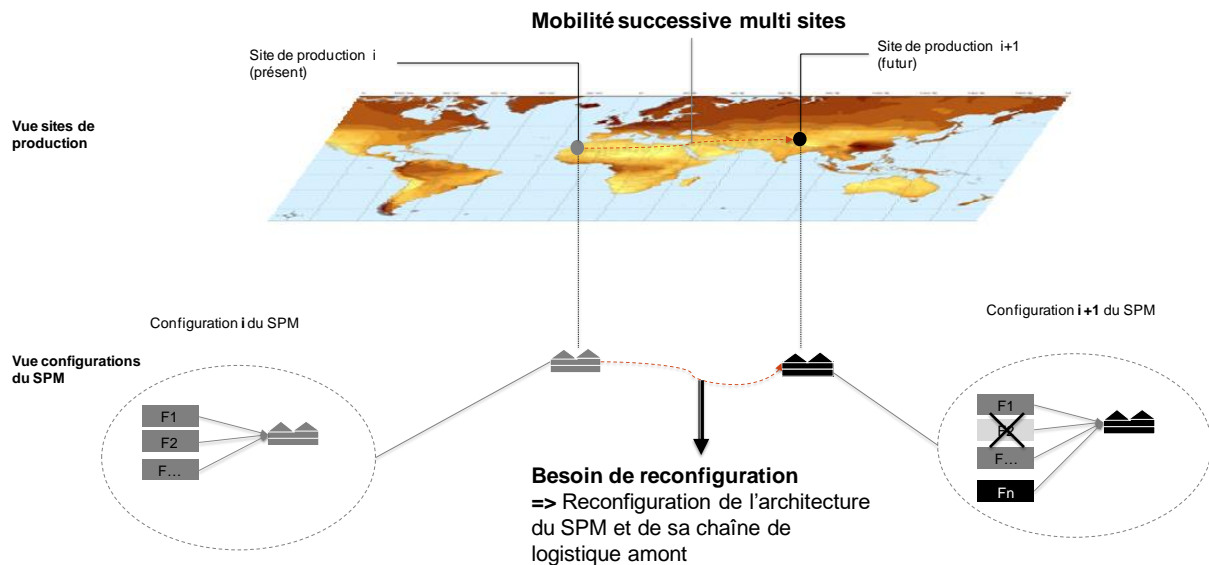 Mobilité successive multi sites
Site de production i
(présent)
Site de production i+1
(futur)
Vue sites de
production
Configuration i du SPM
Configuration i+1 du SPM
Vue configurations
du SPM
F1
F2
F…
F1
F2
F…
Fn
Besoin de reconfiguration
=> Reconfiguration de l’architecture
du SPM et de sa chaîne de
logistique amont